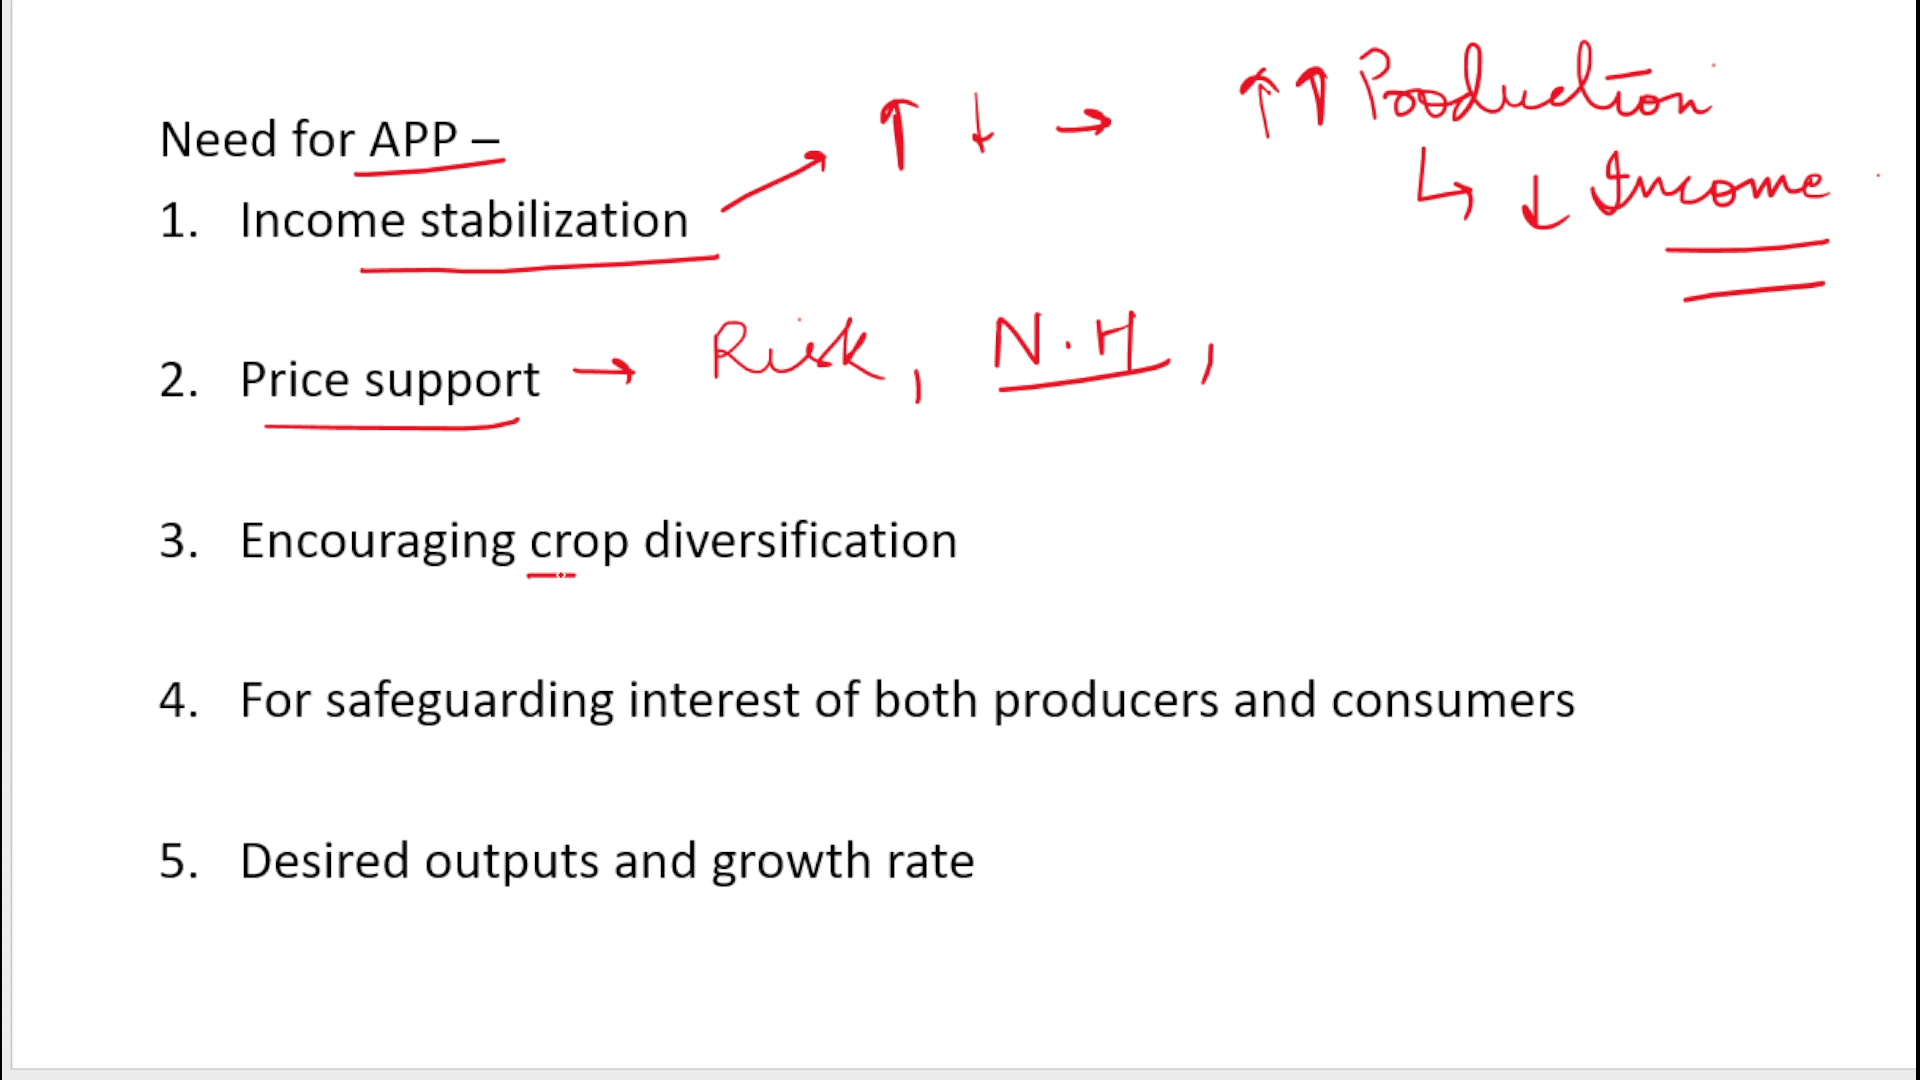 Need for APP – ↑ ↓ → ↑↑ Production
↳ ↓ Income
1. Income stabilization
2. Price support → Risk, N.H,
3. Encouraging crop diversification
4. For safeguarding interest of both producers and consumers
5. Desired outputs and growth rate